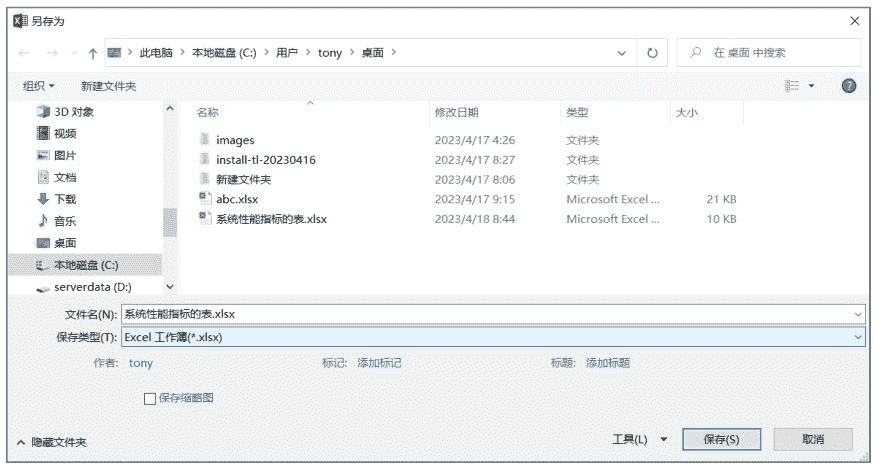 另存为
此电脑 > 本地磁盘 (C:) > 用户 > tony > 桌面 >
在 桌面 中搜索
组织 新建文件夹
3D 对象
视频
图片
文档
下载
音乐
桌面
本地磁盘 (C:)
serverdata (D:)
名称 修改日期 类型 大小
images 2023/4/17 4:26 文件夹
install-tl-20230416 2023/4/17 8:27 文件夹
新建文件夹 2023/4/17 8:06 文件夹
abc.xlsx 2023/4/17 9:15 Microsoft Excel ... 21 KB
系统性能指标的表.xlsx 2023/4/18 8:44 Microsoft Excel ... 10 KB
文件名(N): 系统性能指标的表.xlsx
保存类型(T): Excel 工作簿(*.xlsx)
作者: tony 标记: 添加标记 标题: 添加标题
保存缩略图
隐藏文件夹 工具(L) 保存(S) 取消